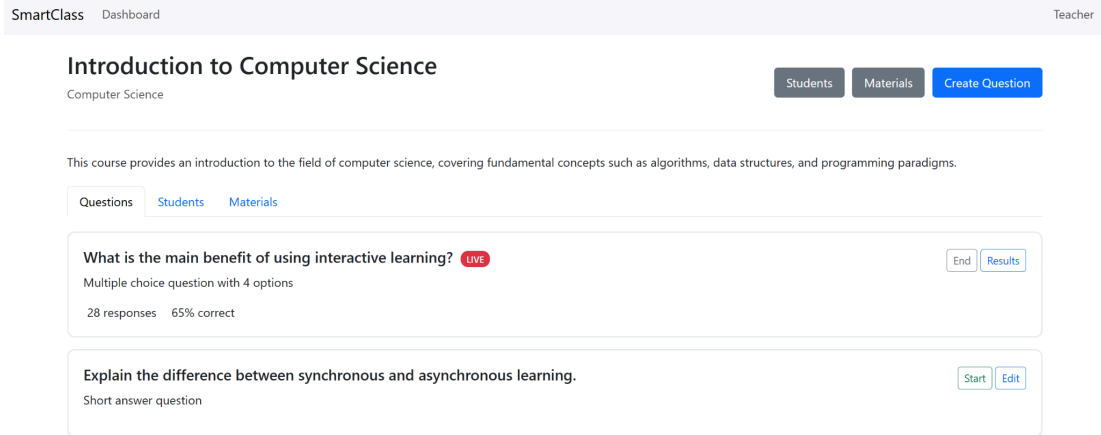 SmartClass Dashboard Teacher
Introduction to Computer Science
Computer Science
Students Materials Create Question
This course provides an introduction to the field of computer science, covering fundamental concepts such as algorithms, data structures, and programming paradigms.
Questions Students Materials
What is the main benefit of using interactive learning? LIVE
End Results
Multiple choice question with 4 options
28 responses 65% correct
Explain the difference between synchronous and asynchronous learning.
Start Edit
Short answer question